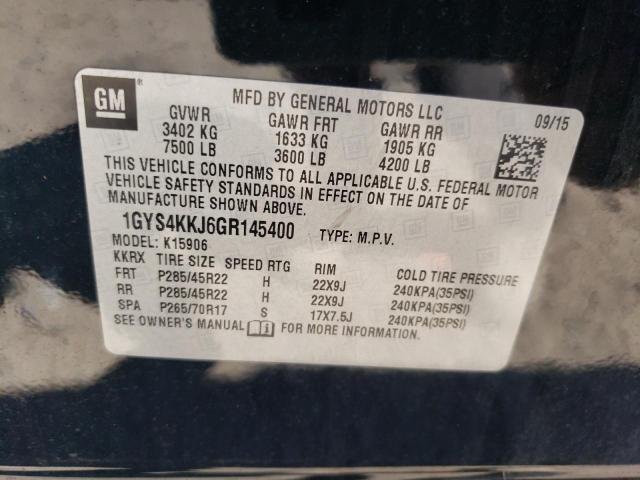 GM
MFD BY GENERAL MOTORS LLC
09/15
GVWR GAWR FRT GAWR RR
3402 KG 1633 KG 1905 KG
7500 LB 3600 LB 4200 LB
THIS VEHICLE CONFORMS TO ALL APPLICABLE U.S. FEDERAL MOTOR
VEHICLE SAFETY STANDARDS IN EFFECT ON THE DATE OF
MANUFACTURE SHOWN ABOVE.
1GYS4KKJ6GR145400 TYPE: M.P.V.
MODEL: K15906
KKRX TIRE SIZE SPEED RTG RIM COLD TIRE PRESSURE
FRT P285/45R22 H 22X9J 240KPA(35PSI)
RR P285/45R22 H 22X9J 240KPA(35PSI)
SPA P265/70R17 S 17X7.5J 240KPA(35PSI)
SEE OWNER'S MANUAL FOR MORE INFORMATION.